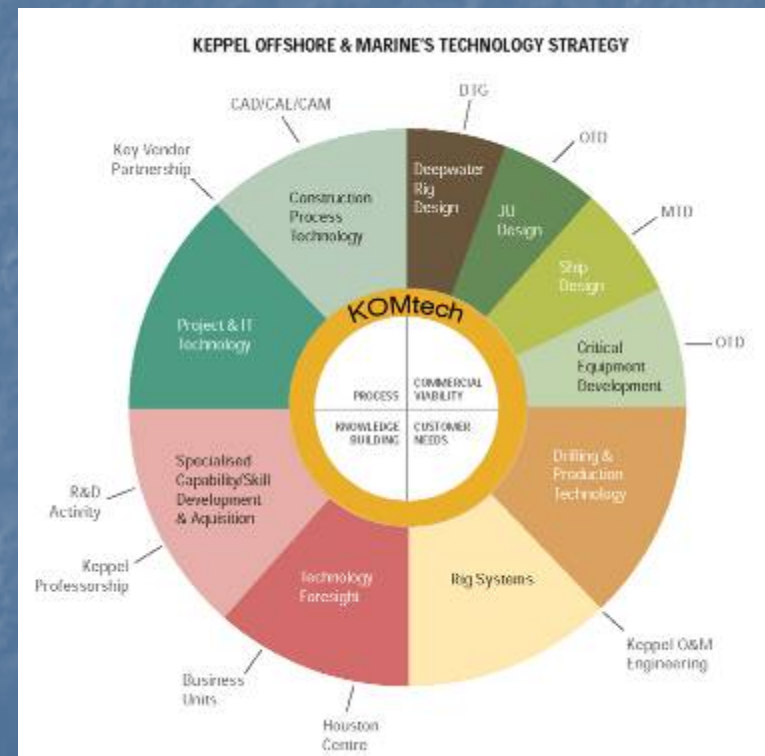 KEPPEL OFFSHORE & MARINE'S TECHNOLOGY STRATEGY
CAD/CAL/CAM
DTG
OTD
Key Vendor
Partnership
MTD
Construction
Process
Technology
Deepwater
Rig
Design
JU
Design
Ship
Design
Project & IT
Technology
KOMtech
Critical
Equipment
Development
OTD
PROCESS
COMMERCIAL
VIABILITY
KNOWLEDGE
BUILDING
CUSTOMER
NEEDS
Specialised
Capability/Skill
Development
& Aquisition
Drilling &
Production
Technology
R&D
Activity
Keppel
Professorship
Technology
Foresight
Rig Systems
Keppel O&M
Engineering
Business
Units
Houston
Centre